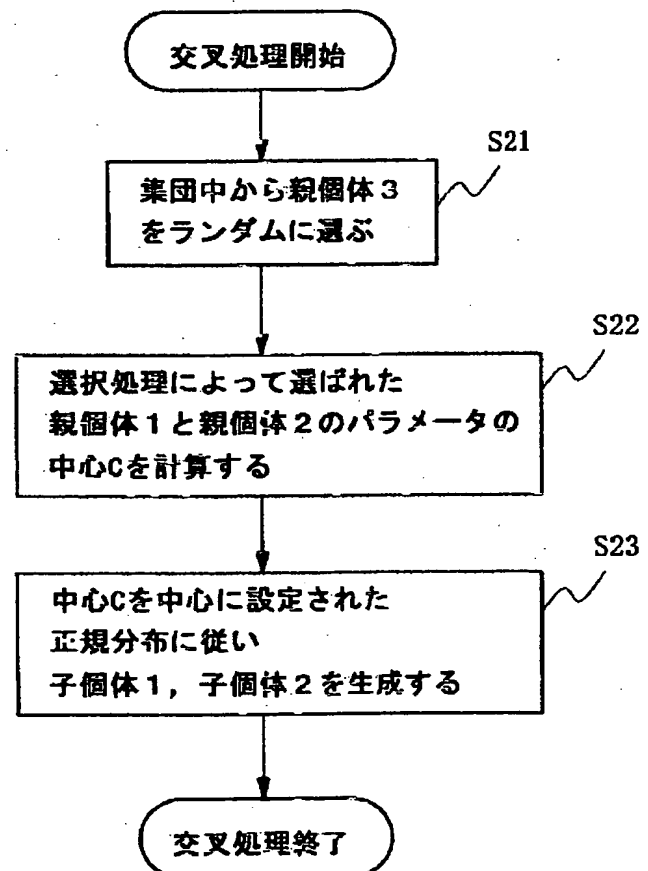 交叉処理開始
S21
集団中から親個体3
をランダムに選ぶ
S22
選択処理によって選ばれた
親個体1と親個体2のパラメータの
中心Cを計算する
S23
中心Cを中心に設定された
正規分布に従い
子個体1,子個体2を生成する
交叉処理終了